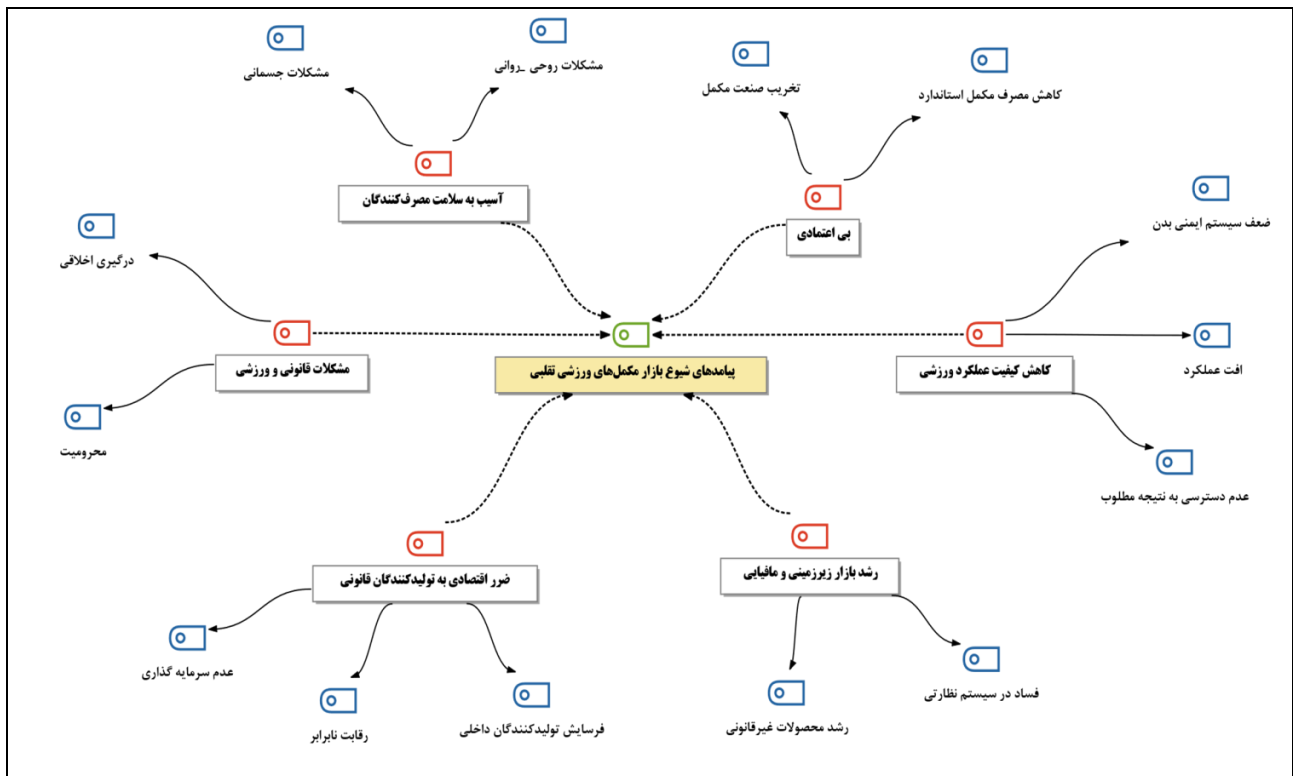 مشکلات روحی _روانی
مشکلات جسمانی
تخریب صنعت مکمل
کاهش مصرف مکمل استاندارد
آسیب به سلامت مصرف‌کنندگان
بی اعتمادی
ضعف سیستم ایمنی بدن
درگیری اخلاقی
مشکلات قانونی و ورزشی
پیامدهای شیوع بازار مکمل‌های ورزشی تقلبی
کاهش کیفیت عملکرد ورزشی
افت عملکرد
محرومیت
عدم دسترسی به نتیجه مطلوب
ضرر اقتصادی به تولیدکنندگان قانونی
رشد بازار زیرزمینی و مافیایی
عدم سرمایه گذاری
رقابت نابرابر
فرسایش تولیدکنندگان داخلی
رشد محصولات غیرقانونی
فساد در سیستم نظارتی